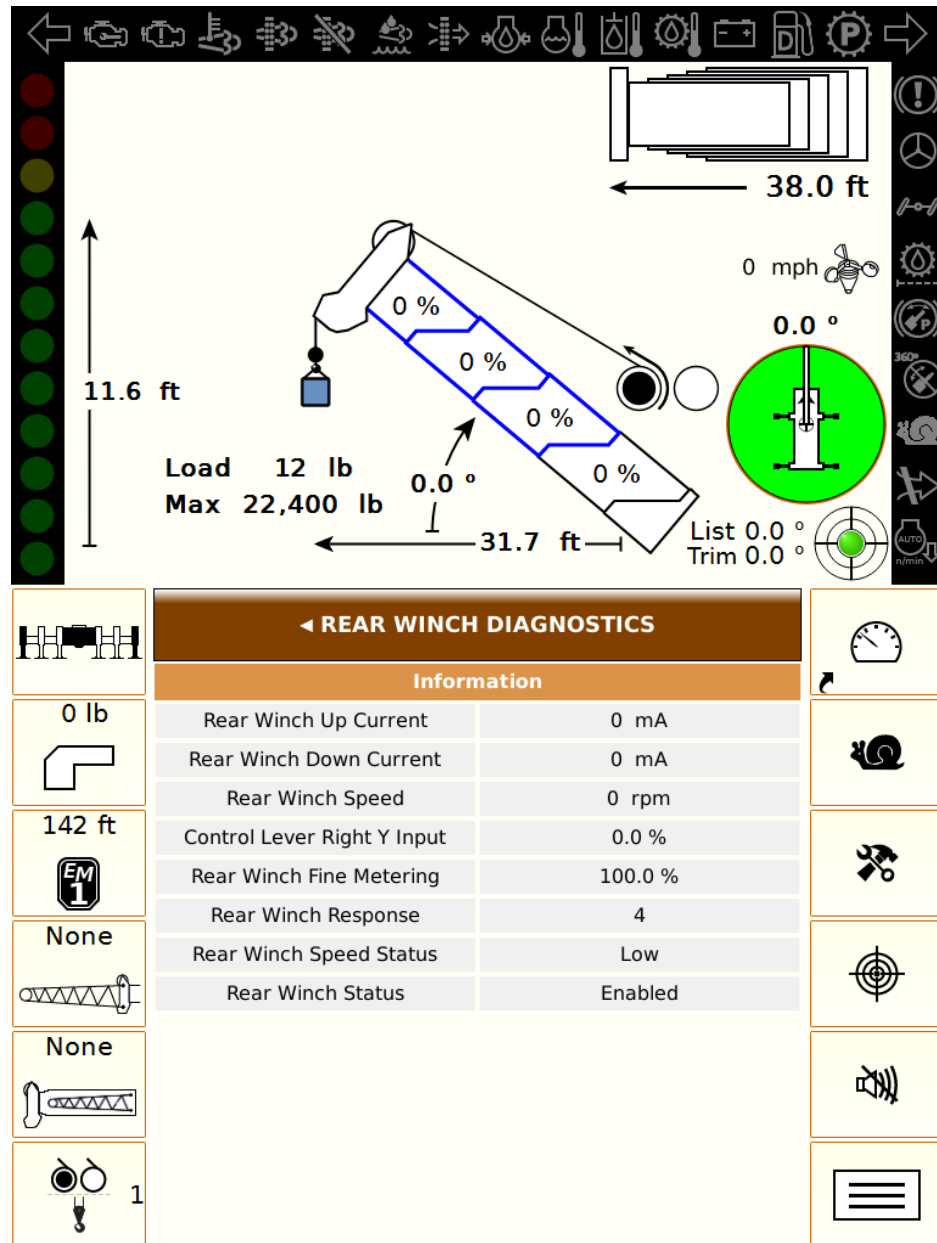 D
P
38.0 ft
0 mph
0.0 º
P
360º
11.6 ft
0 %
0 %
0 %
0 %
Load 12 lb
Max 22,400 lb
0.0 º
31.7 ft
List 0.0 º
Trim 0.0 º
AUTO
n/min
◄ REAR WINCH DIAGNOSTICS
Information
Rear Winch Up Current 0 mA
Rear Winch Down Current 0 mA
Rear Winch Speed 0 rpm
Control Lever Right Y Input 0.0 %
Rear Winch Fine Metering 100.0 %
Rear Winch Response 4
Rear Winch Speed Status Low
Rear Winch Status Enabled
0 lb
142 ft
EM
1
None
None
1